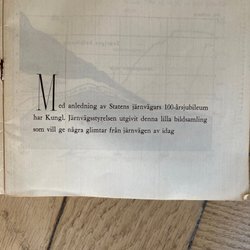 Med anledning av Statens järnvägars 100-årsjubileum
har Kungl. Järnvägsstyrelsen utgivit denna lilla bildsamling
som vill ge några glimtar från järnvägen av idag